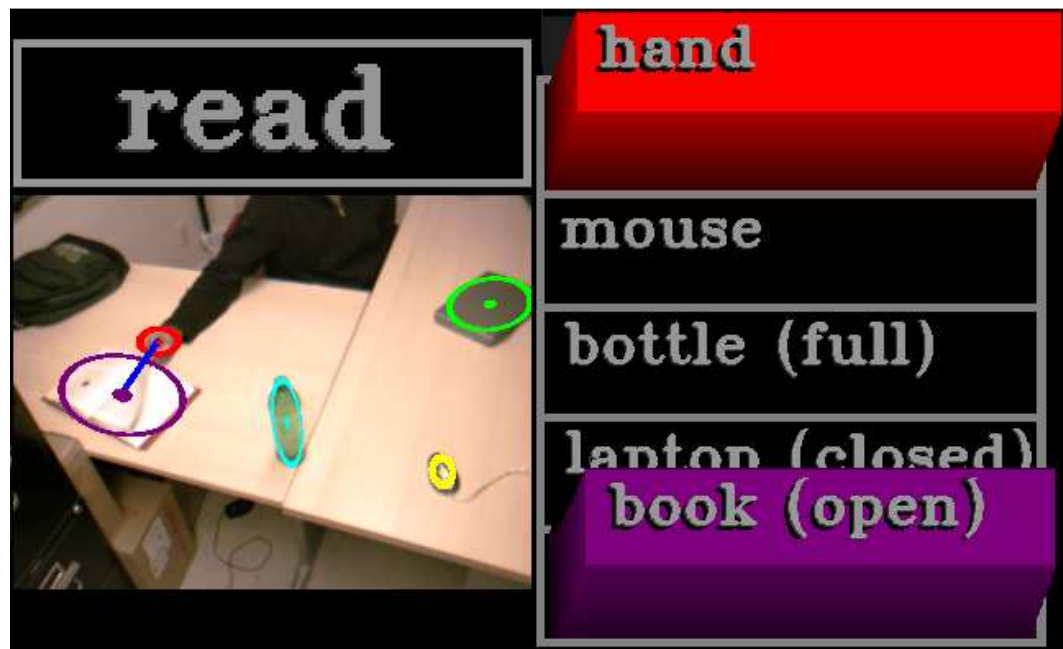 read
hand
mouse
bottle (full)
laptop (closed)
book (open)